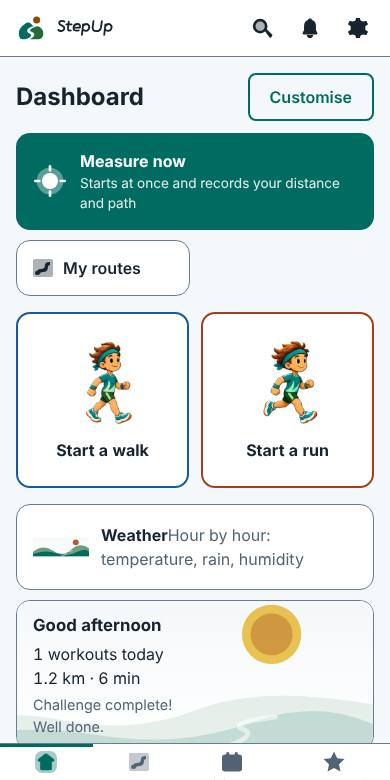 StepUp
Dashboard
Customise
Measure now
Starts at once and records your distance
and path
My routes
Start a walk
Start a run
WeatherHour by hour:
temperature, rain, humidity
Good afternoon
1 workouts today
1.2 km · 6 min
Challenge complete!
Well done.